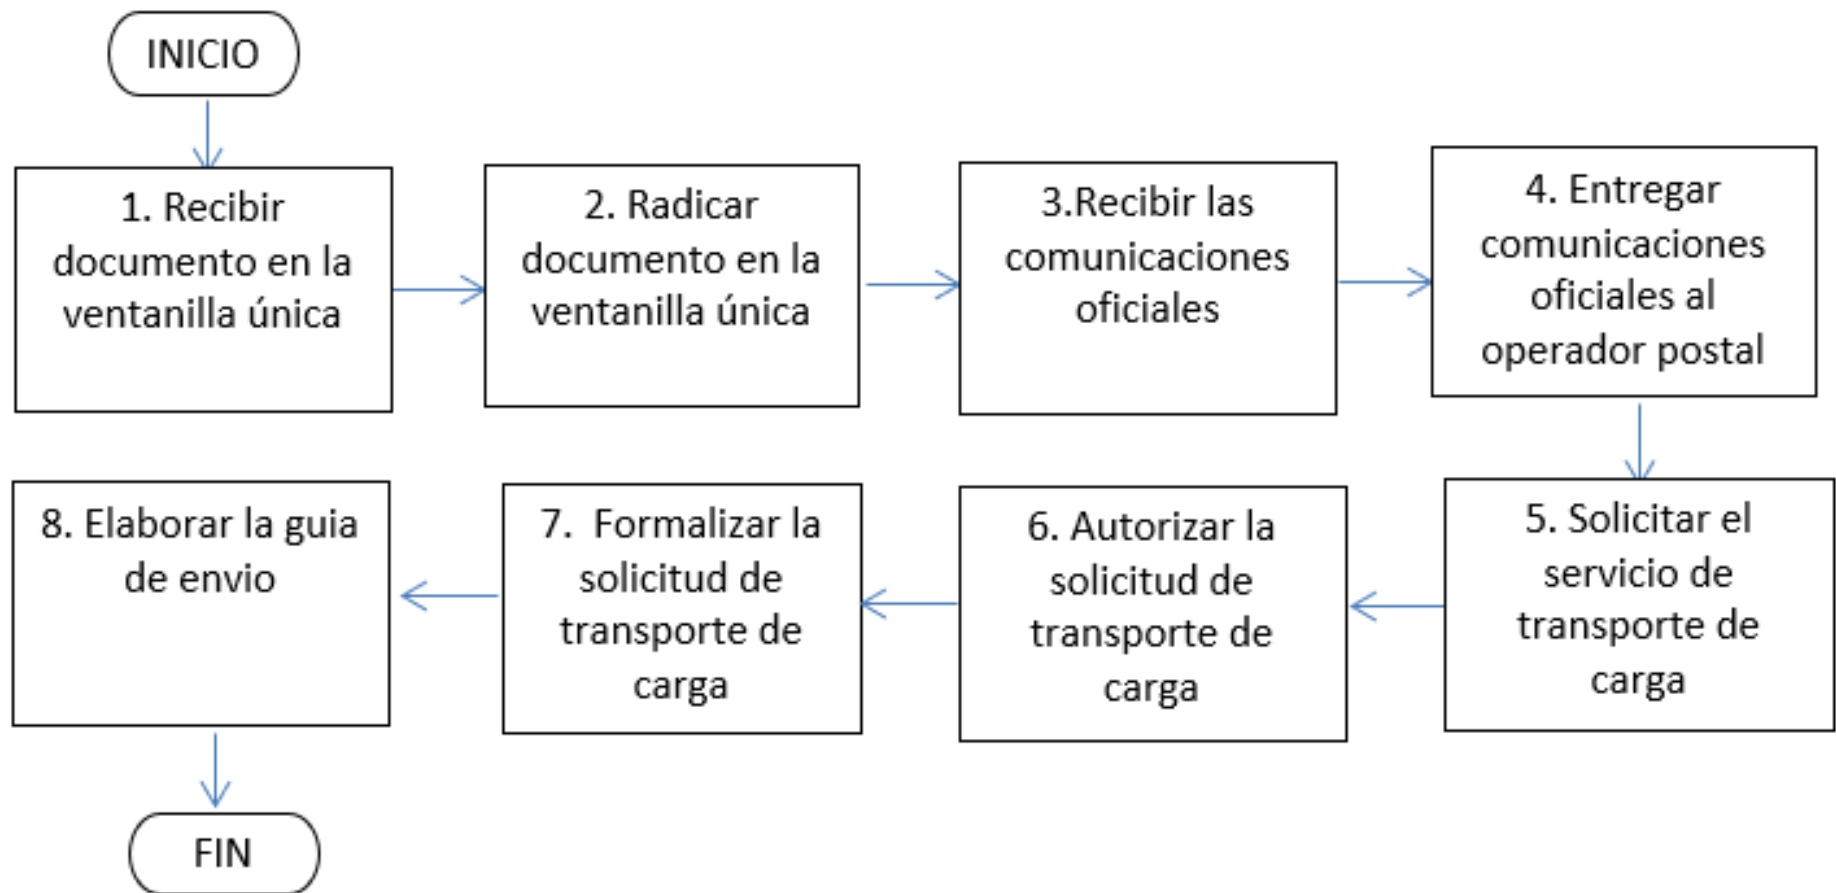 INICIO
1. Recibir
documento en la
ventanilla única
2. Radicar
documento en la
ventanilla única
3.Recibir las
comunicaciones
oficiales
4. Entregar
comunicaciones
oficiales al
operador postal
5. Solicitar el
servicio de
transporte de
carga
6. Autorizar la
solicitud de
transporte de
carga
7. Formalizar la
solicitud de
transporte de
carga
8. Elaborar la guia
de envio
FIN